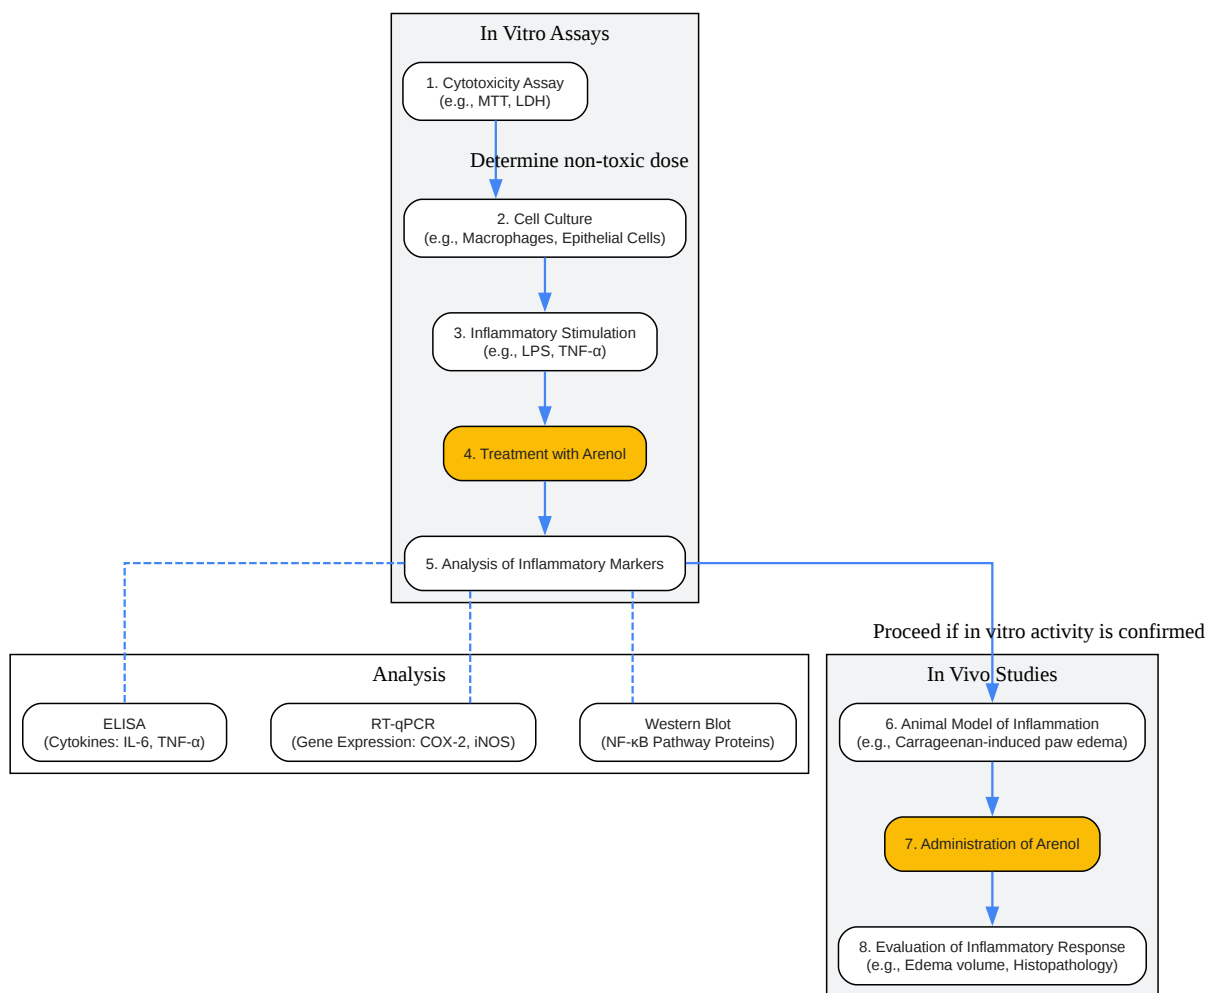 In Vitro Assays
1. Cytotoxicity Assay
(e.g., MTT, LDH)
Determine non-toxic dose
2. Cell Culture
(e.g., Macrophages, Epithelial Cells)
3. Inflammatory Stimulation
(e.g., LPS, TNF-α)
4. Treatment with Arenol
5. Analysis of Inflammatory Markers
Proceed if in vitro activity is confirmed
Analysis
ELISA
(Cytokines: IL-6, TNF-α)
RT-qPCR
(Gene Expression: COX-2, iNOS)
Western Blot
(NF-κB Pathway Proteins)
In Vivo Studies
6. Animal Model of Inflammation
(e.g., Carrageenan-induced paw edema)
7. Administration of Arenol
8. Evaluation of Inflammatory Response
(e.g., Edema volume, Histopathology)